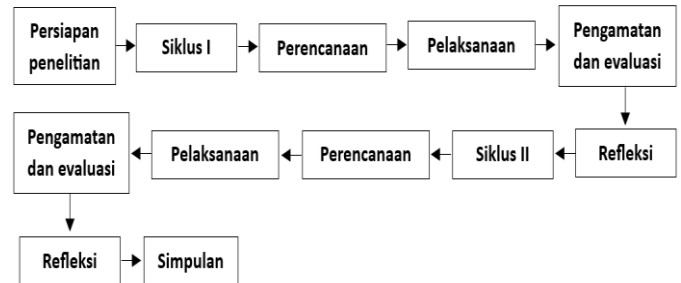 Persiapan
penelitian
Siklus I
Perencanaan
Pelaksanaan
Pengamatan
dan evaluasi
Refleksi
Siklus II
Perencanaan
Pelaksanaan
Pengamatan
dan evaluasi
Refleksi
Simpulan